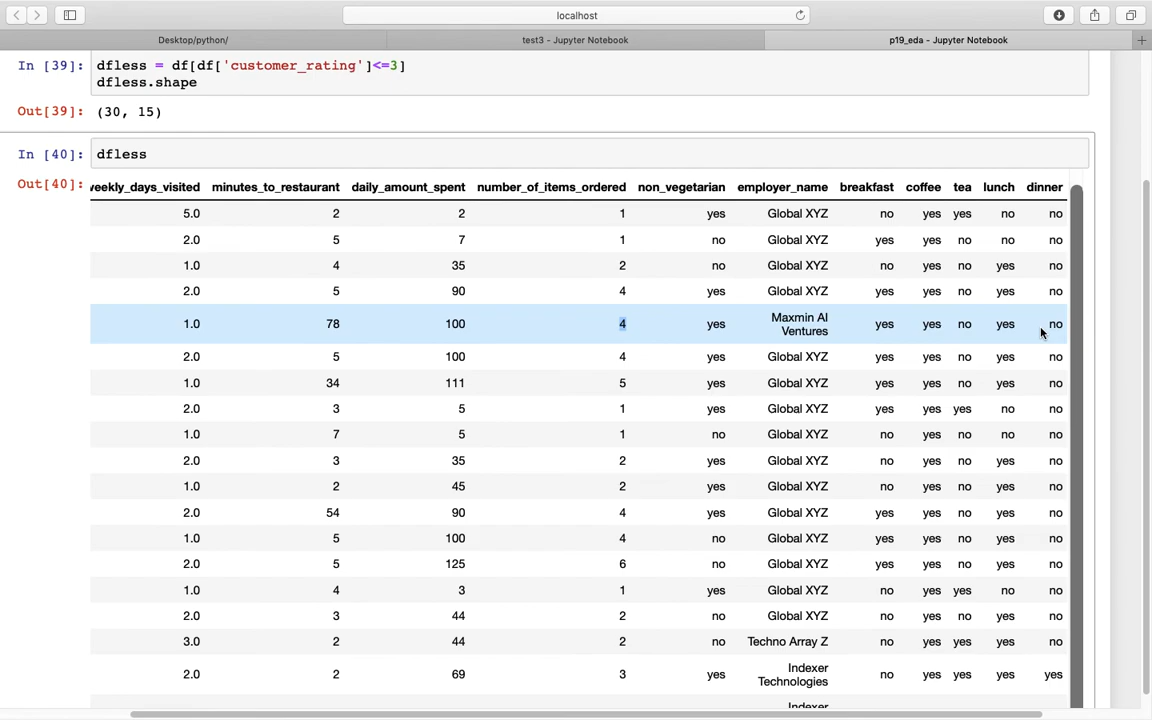 localhost
Desktop/python/ test3 - Jupyter Notebook p19_eda - Jupyter Notebook +
In [39]: dfless = df[df['customer_rating']<=3]
dfless.shape
Out[39]: (30, 15)
In [40]: dfless
Out[40]: weekly_days_visited minutes_to_restaurant daily_amount_spent number_of_items_ordered non_vegetarian employer_name breakfast coffee tea lunch dinner
5.0 2 2 1 yes Global XYZ no yes yes no no
2.0 5 7 1 no Global XYZ yes yes no no no
1.0 4 35 2 no Global XYZ no yes no yes no
2.0 5 90 4 yes Global XYZ yes yes no yes no
1.0 78 100 4 yes Maxmin AI Ventures yes yes no yes no
2.0 5 100 4 yes Global XYZ yes yes no yes no
1.0 34 111 5 yes Global XYZ no yes no yes no
2.0 3 5 1 yes Global XYZ yes yes yes no no
1.0 7 5 1 no Global XYZ no yes no no no
2.0 3 35 2 yes Global XYZ no yes no yes no
1.0 2 45 2 yes Global XYZ no yes no yes no
2.0 54 90 4 yes Global XYZ yes yes no yes no
1.0 5 100 4 no Global XYZ yes yes no yes no
2.0 5 125 6 no Global XYZ yes yes no yes no
1.0 4 3 1 yes Global XYZ no yes yes no no
2.0 3 44 2 no Global XYZ no yes no yes no
3.0 2 44 2 no Techno Array Z no yes yes yes no
2.0 2 69 3 yes Indexer Technologies no yes yes yes yes
Indexer